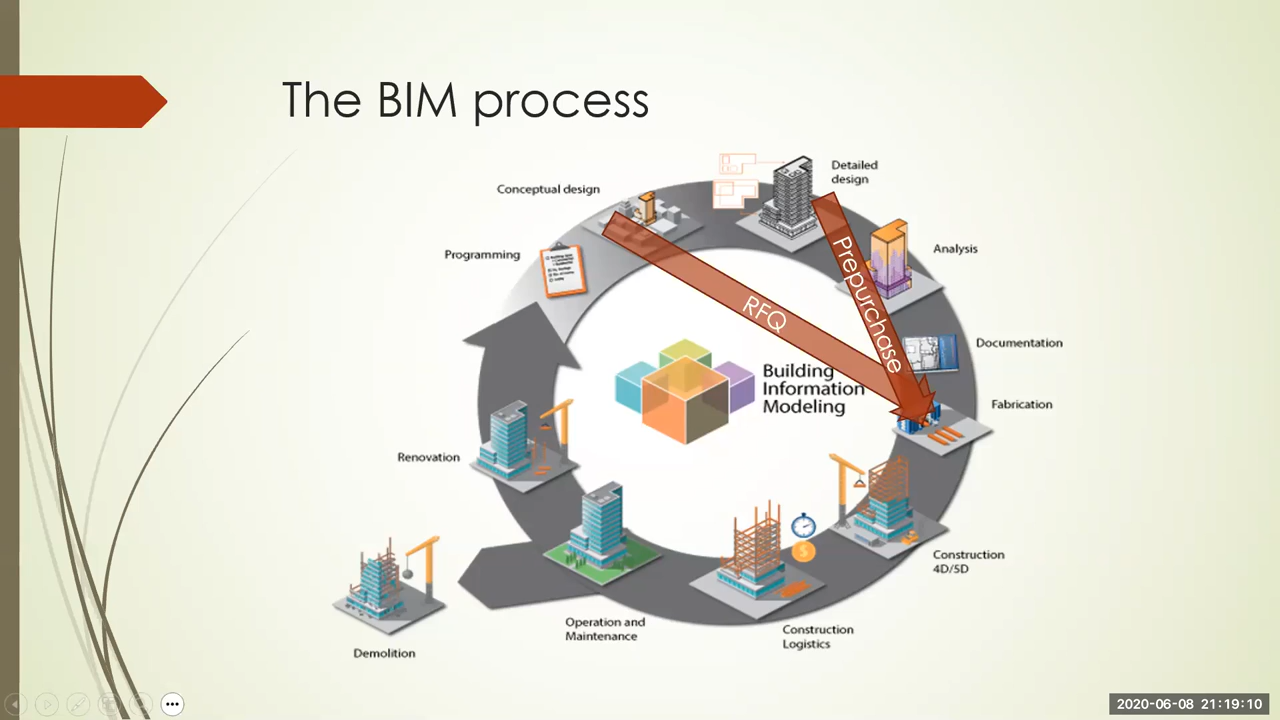 The BIM process
Detailed
design
Conceptual design
Programming
Analysis
RFQ
Prepurchase
Documentation
Building
Information
Modeling
Fabrication
Renovation
Construction
4D/5D
Operation and
Maintenance
Construction
Logistics
Demolition
2020-06-08 21:19:10